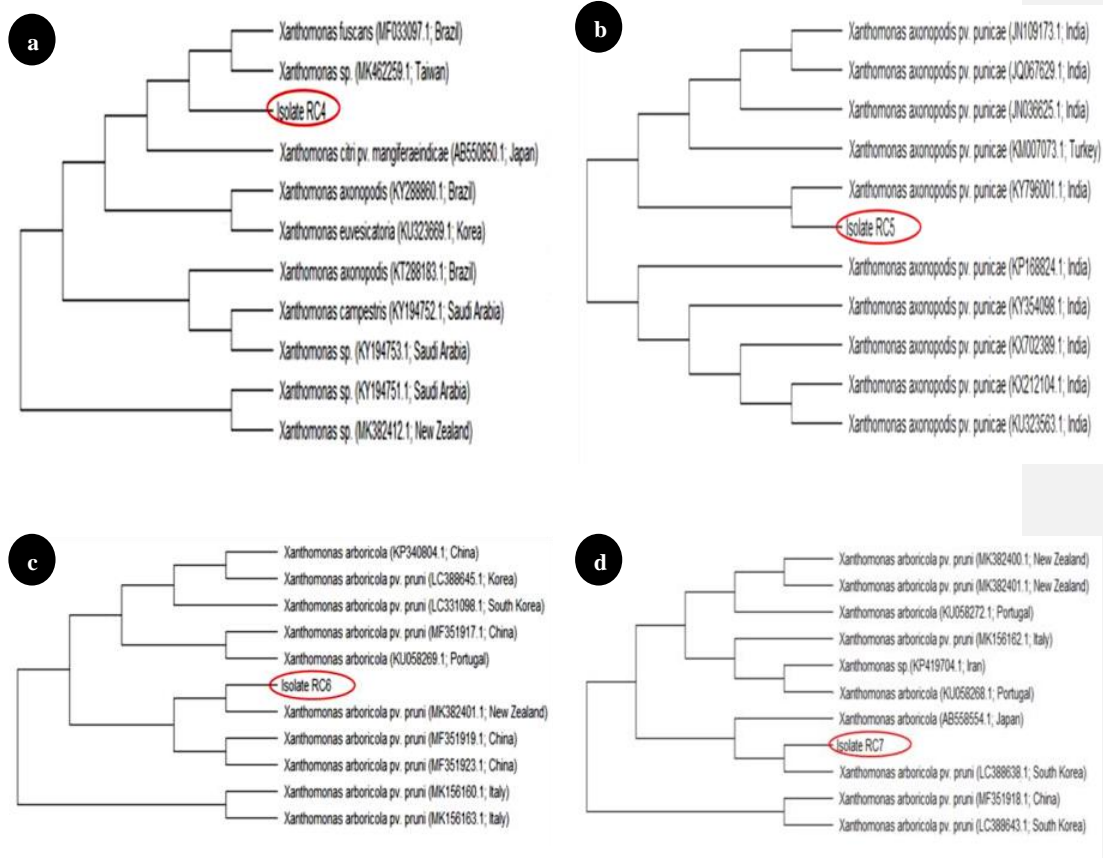 a
Xanthomonas fuscans (MF033097.1; Brazil)
Xanthomonas sp. (MK462259.1; Taiwan)
Isolate RC4
Xanthomonas citri pv. mangiferaeindicae (AB550850.1; Japan)
Xanthomonas axonopodis (KY288860.1; Brazil)
Xanthomonas euvesicatoria (KU323669.1; Korea)
Xanthomonas axonopodis (KT288183.1; Brazil)
Xanthomonas campestris (KY194752.1; Saudi Arabia)
Xanthomonas sp. (KY194753.1; Saudi Arabia)
Xanthomonas sp. (KY194751.1; Saudi Arabia)
Xanthomonas sp. (MK382412.1; New Zealand)
b
Xanthomonas axonopodis pv. punicae (JN109173.1; India)
Xanthomonas axonopodis pv. punicae (JQ067629.1; India)
Xanthomonas axonopodis pv. punicae (JN036625.1; India)
Xanthomonas axonopodis pv. punicae (KM007073.1; Turkey)
Xanthomonas axonopodis pv. punicae (KY796001.1; India)
Isolate RC5
Xanthomonas axonopodis pv. punicae (KP168824.1; India)
Xanthomonas axonopodis pv. punicae (KY354098.1; India)
Xanthomonas axonopodis pv. punicae (KX702389.1; India)
Xanthomonas axonopodis pv. punicae (KX212104.1; India)
Xanthomonas axonopodis pv. punicae (KU323563.1; India)
c
Xanthomonas arboricola (KP340804.1; China)
Xanthomonas arboricola pv. pruni (LC388645.1; Korea)
Xanthomonas arboricola pv. pruni (LC331098.1; South Korea)
Xanthomonas arboricola pv. pruni (MF351917.1; China)
Xanthomonas arboricola (KU058269.1; Portugal)
Isolate RC6
Xanthomonas arboricola pv. pruni (MK382401.1; New Zealand)
Xanthomonas arboricola pv. pruni (MF351919.1; China)
Xanthomonas arboricola pv. pruni (MF351923.1; China)
Xanthomonas arboricola pv. pruni (MK156160.1; Italy)
Xanthomonas arboricola pv. pruni (MK156163.1; Italy)
d
Xanthomonas arboricola pv. pruni (MK382400.1; New Zealand)
Xanthomonas arboricola pv. pruni (MK382401.1; New Zealand)
Xanthomonas arboricola (KU058272.1; Portugal)
Xanthomonas arboricola pv. pruni (MK156162.1; Italy)
Xanthomonas sp.(KP419704.1; Iran)
Xanthomonas arboricola (KU058268.1; Portugal)
Xanthomonas arboricola (AB558554.1; Japan)
Isolate RC7
Xanthomonas arboricola pv. pruni (LC388638.1; South Korea)
Xanthomonas arboricola pv. pruni (MF351918.1; China)
Xanthomonas arboricola pv. pruni (LC388643.1; South Korea)